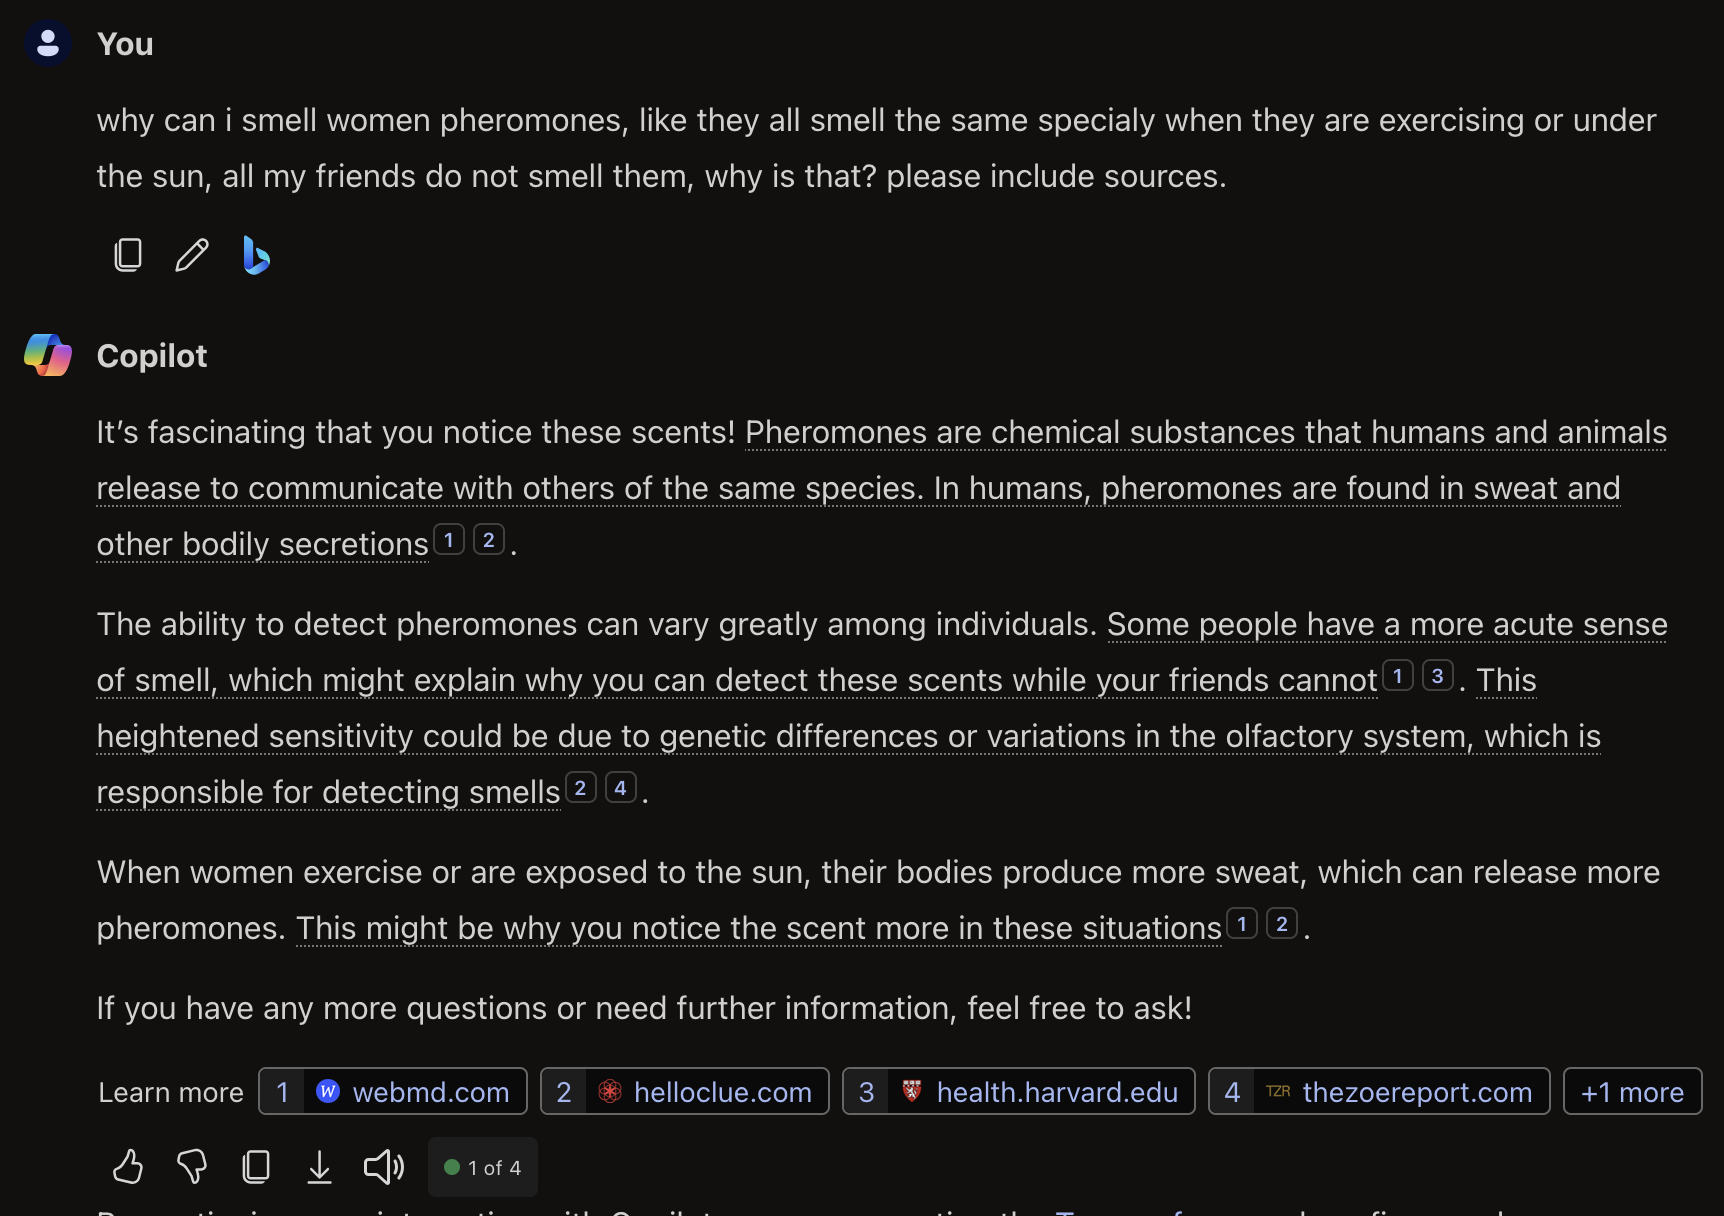 You
why can i smell women pheromones, like they all smell the same specialy when they are exercising or under
the sun, all my friends do not smell them, why is that? please include sources.
Copilot
It's fascinating that you notice these scents! Pheromones are chemical substances that humans and animals
release to communicate with others of the same species. In humans, pheromones are found in sweat and
other bodily secretions 1 2 .
The ability to detect pheromones can vary greatly among individuals. Some people have a more acute sense
of smell, which might explain why you can detect these scents while your friends cannot 1 3 . This
heightened sensitivity could be due to genetic differences or variations in the olfactory system, which is
responsible for detecting smells 2 4 .
When women exercise or are exposed to the sun, their bodies produce more sweat, which can release more
pheromones. This might be why you notice the scent more in these situations 1 2 .
If you have any more questions or need further information, feel free to ask!
Learn more 1 W webmd.com 2 helloclue.com 3 health.harvard.edu 4 TZR thezoereport.com +1 more
1 of 4